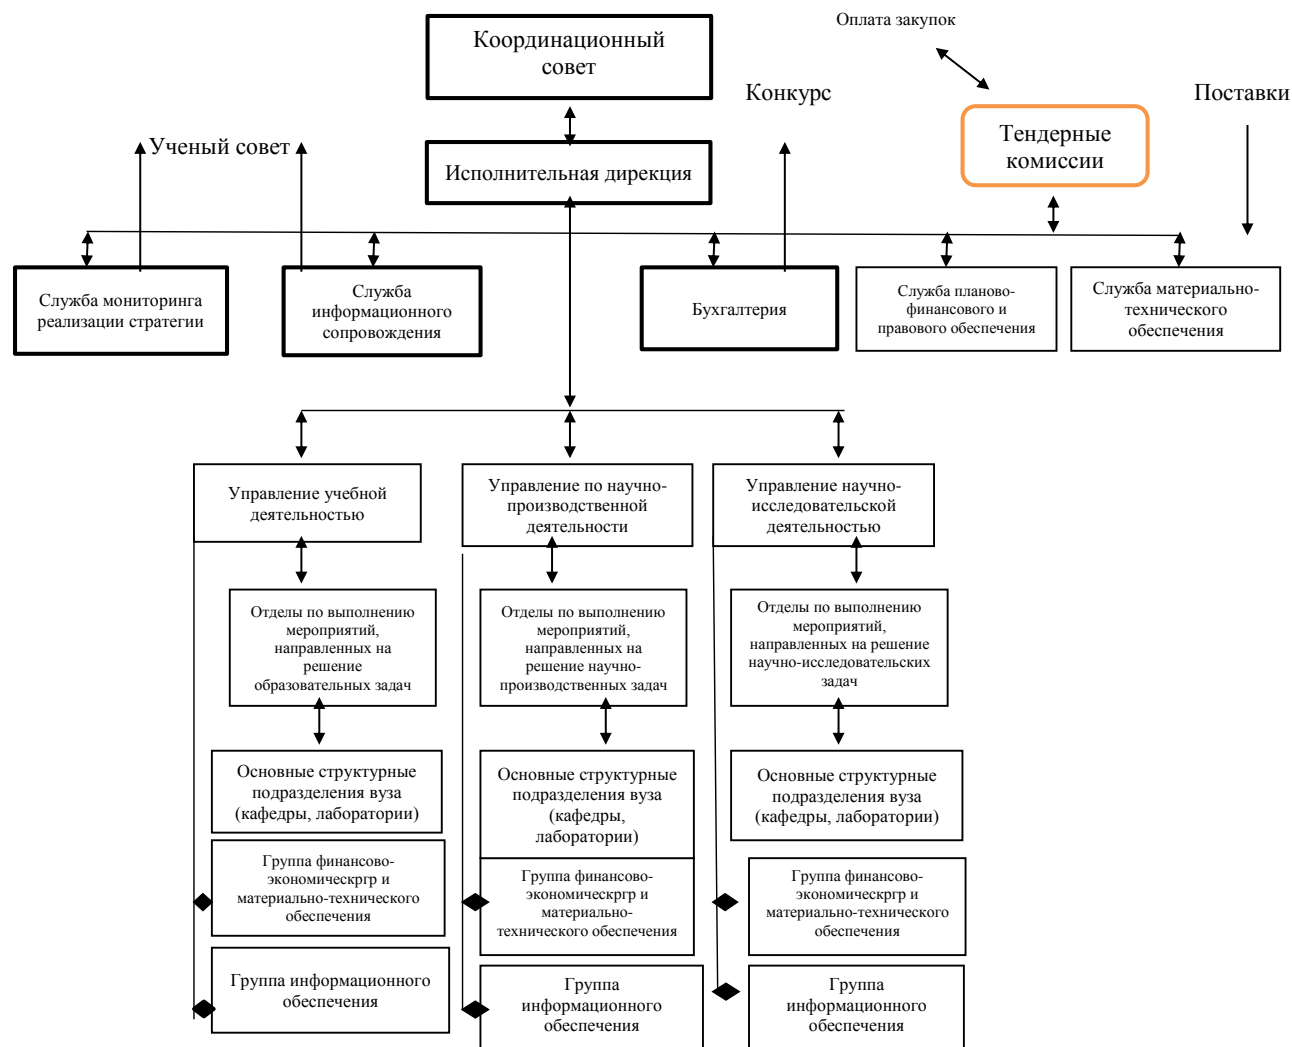 Оплата закупок
Координационный
совет
Конкурс
Поставки
Тендерные
комиссии
Ученый совет
Исполнительная дирекция
Служба мониторинга
реализации стратегии
Служба
информационного
сопровождения
Бухгалтерия
Служба планово-
финансового и
правового обеспечения
Служба материально-
технического
обеспечения
Управление учебной
деятельностью
Управление по научно-
производственной
деятельности
Управление научно-
исследовательской
деятельностью
Отделы по выполнению
мероприятий,
направленных на
решение
образовательных задач
Отделы по выполнению
мероприятий,
направленных на
решение научно-
производственных задач
Отделы по выполнению
мероприятий,
направленных на решение
научно-исследовательских
задач
Основные структурные
подразделения вуза
(кафедры, лаборатории)
Основные структурные
подразделения вуза
(кафедры,
лаборатории)
Основные структурные
подразделения вуза
(кафедры, лаборатории)
Группа финансово-
экономическргр и
материально-технического
обеспечения
Группа финансово-
экономическргр и
материально-
технического обеспечения
Группа финансово-
экономическргр и
материально-технического
обеспечения
Группа информационного
обеспечения
Группа
информационного
обеспечения
Группа
информационного
обеспечения